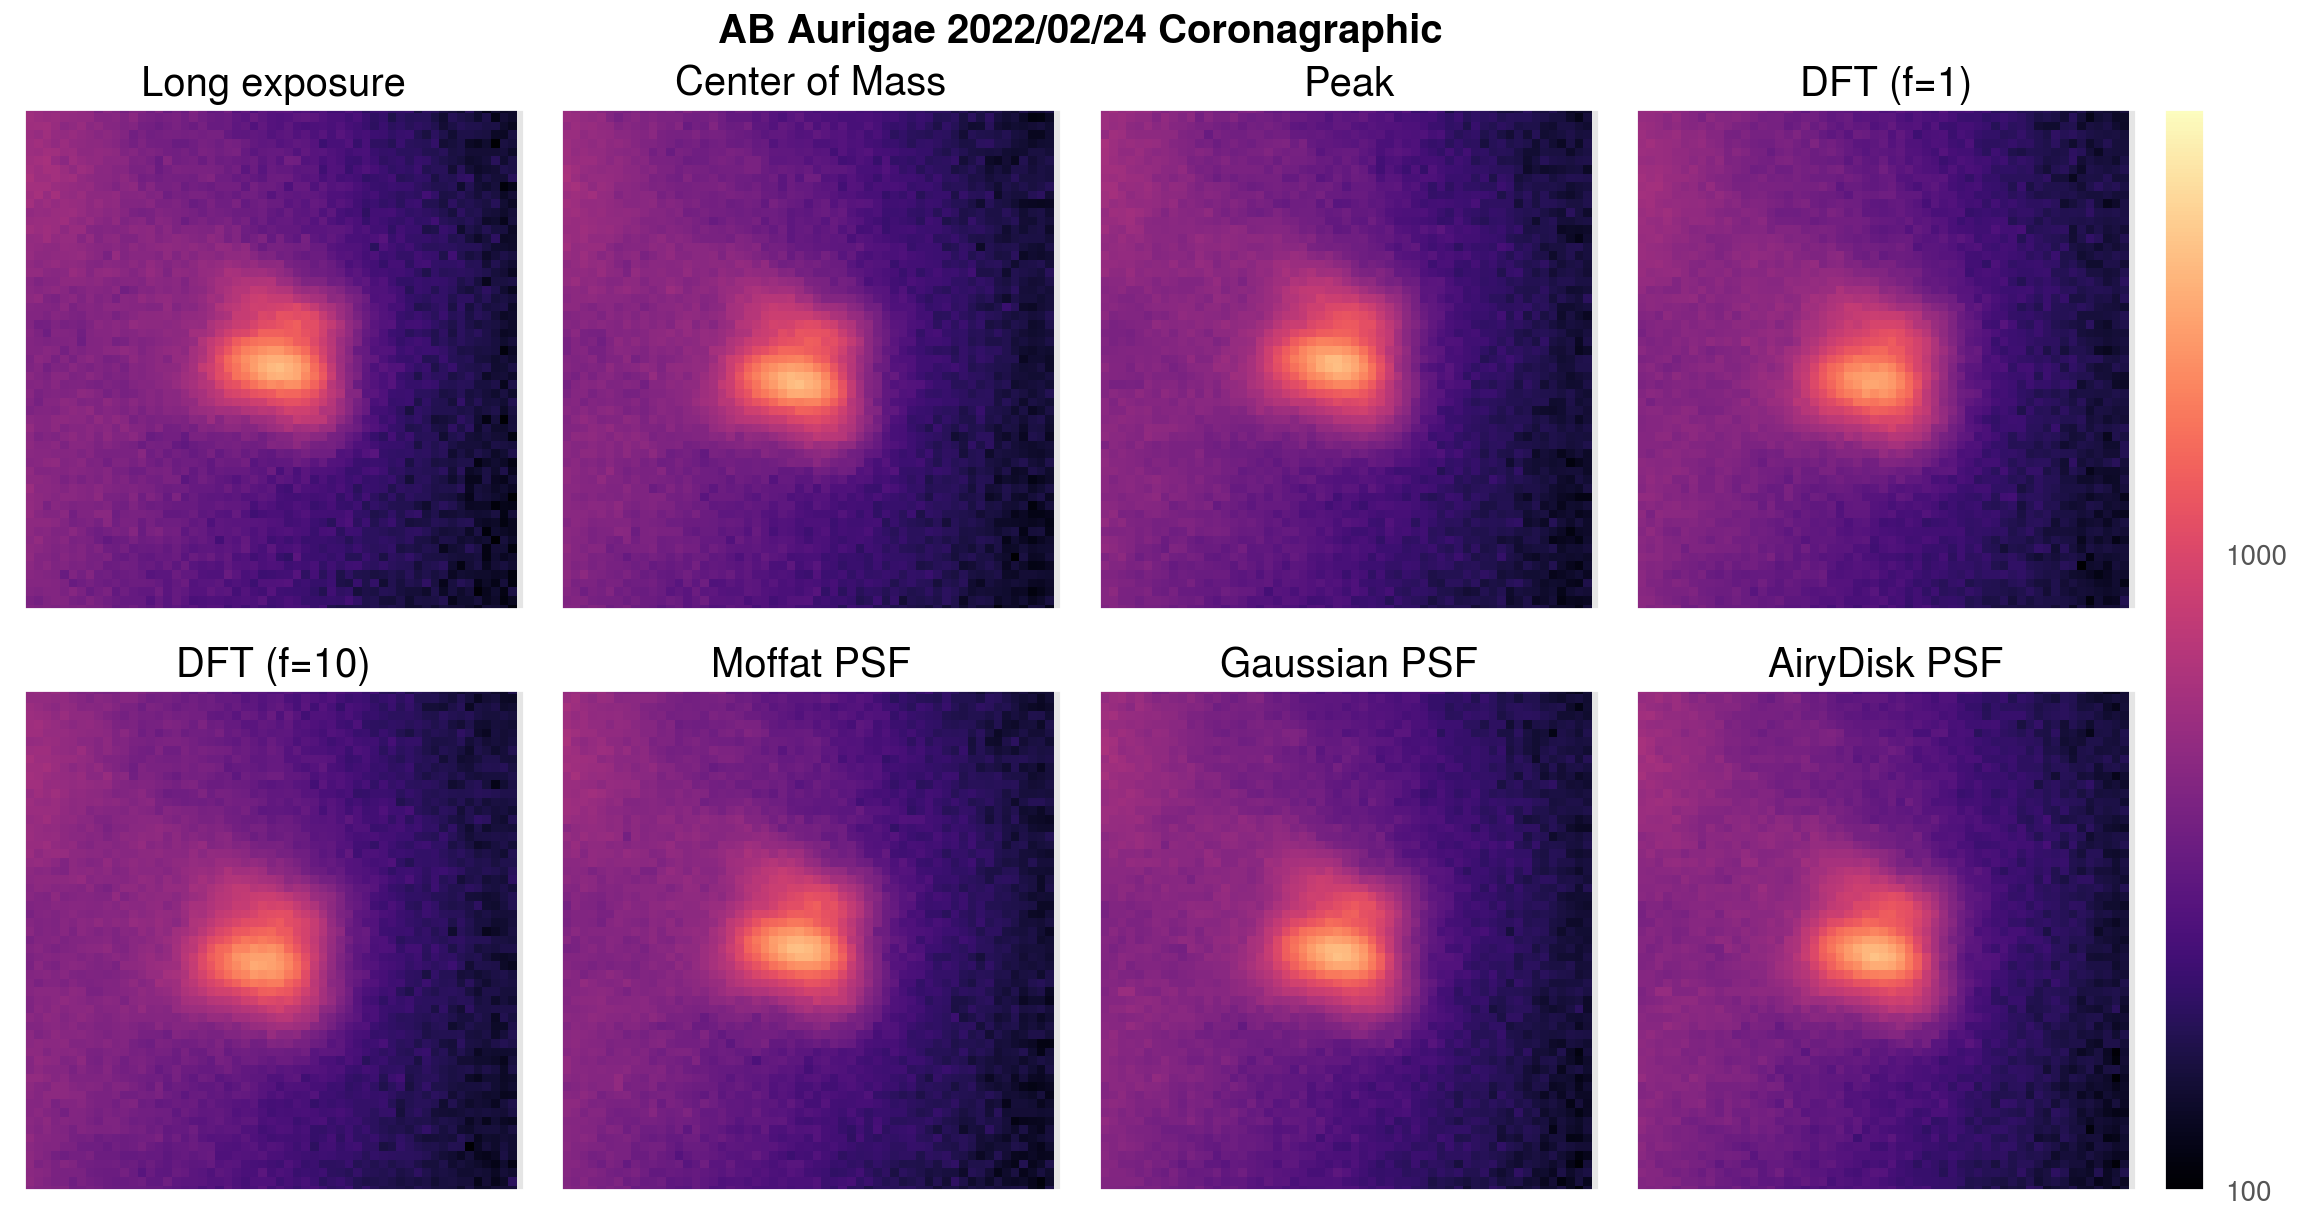 AB Aurigae 2022/02/24 Coronagraphic
Long exposure
Center of Mass
Peak
DFT (f=1)
1000
DFT (f=10)
Moffat PSF
Gaussian PSF
AiryDisk PSF
100